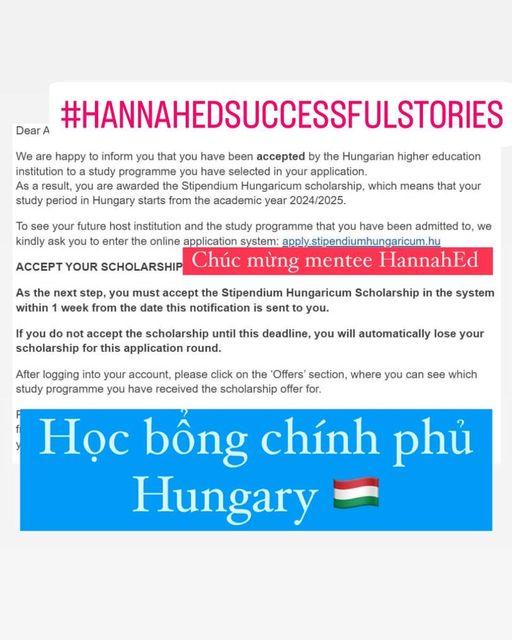 #HANNAHEDSUCCESSFULSTORIES
Dear A
We are happy to inform you that you have been accepted by the Hungarian higher education
institution to a study programme you have selected in your application.
As a result, you are awarded the Stipendium Hungaricum scholarship, which means that your
study period in Hungary starts from the academic year 2024/2025.
To see your future host institution and the study programme that you have been admitted to, we
kindly ask you to enter the online application system: apply.stipendiumhungaricum.hu
Chúc mừng mentee HannahEd
ACCEPT YOUR SCHOLARSHIP
As the next step, you must accept the Stipendium Hungaricum Scholarship in the system
within 1 week from the date this notification is sent to you.
If you do not accept the scholarship until this deadline, you will automatically lose your
scholarship for this application round.
After logging into your account, please click on the 'Offers' section, where you can see which
study programme you have received the scholarship offer for.
Học bổng chính phủ
Hungary 🇭🇺